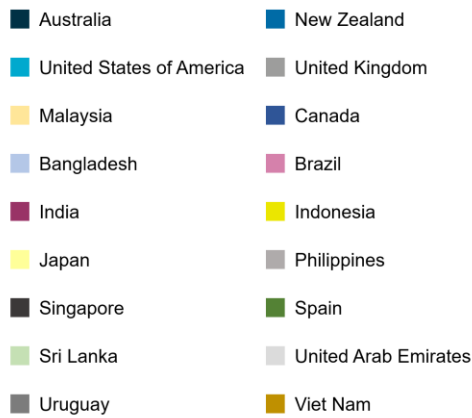 Australia
New Zealand
United States of America
United Kingdom
Malaysia
Canada
Bangladesh
Brazil
India
Indonesia
Japan
Philippines
Singapore
Spain
Sri Lanka
United Arab Emirates
Uruguay
Viet Nam